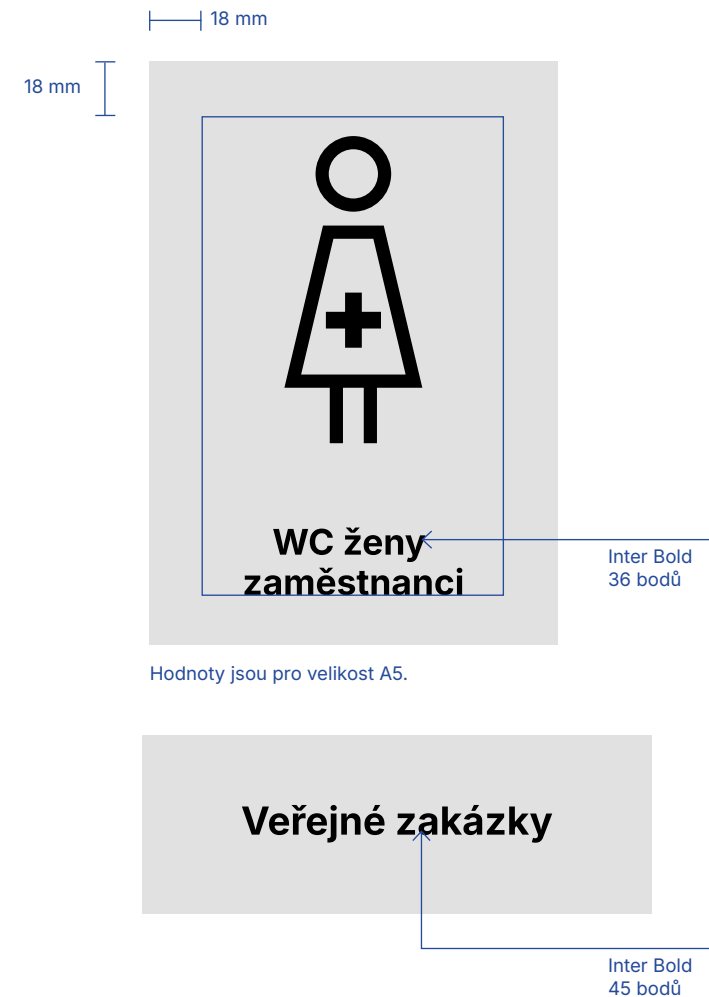 18 mm
18 mm
WC ženy
zaměstnanci
Inter Bold
36 bodů
Hodnoty jsou pro velikost A5.
Veřejné zakázky
Inter Bold
45 bodů